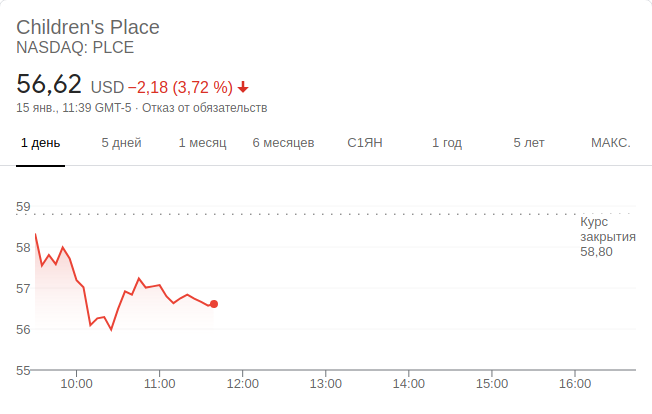 Children's Place
NASDAQ: PLCE
56,62 USD −2,18 (3,72 %)
15 янв., 11:39 GMT-5 · Отказ от обязательств
1 день 5 дней 1 месяц 6 месяцев С1ЯН 1 год 5 лет МАКС.
59
Курс
закрытия
58,80
58
57
56
55
10:00 11:00 12:00 13:00 14:00 15:00 16:00